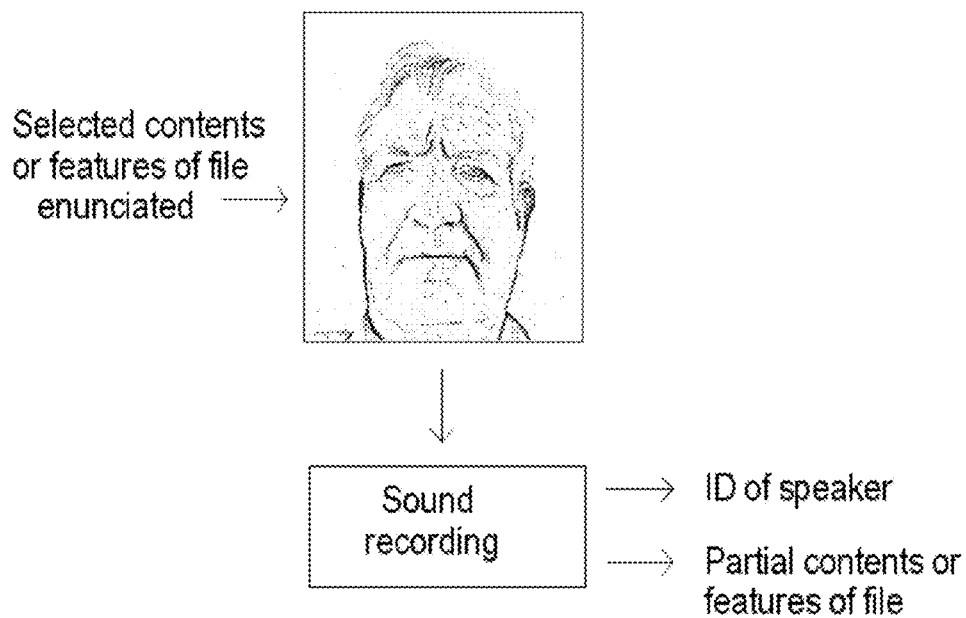 Selected contents
or features of file
enunciated
Sound
recording
ID of speaker
Partial contents or
features of file